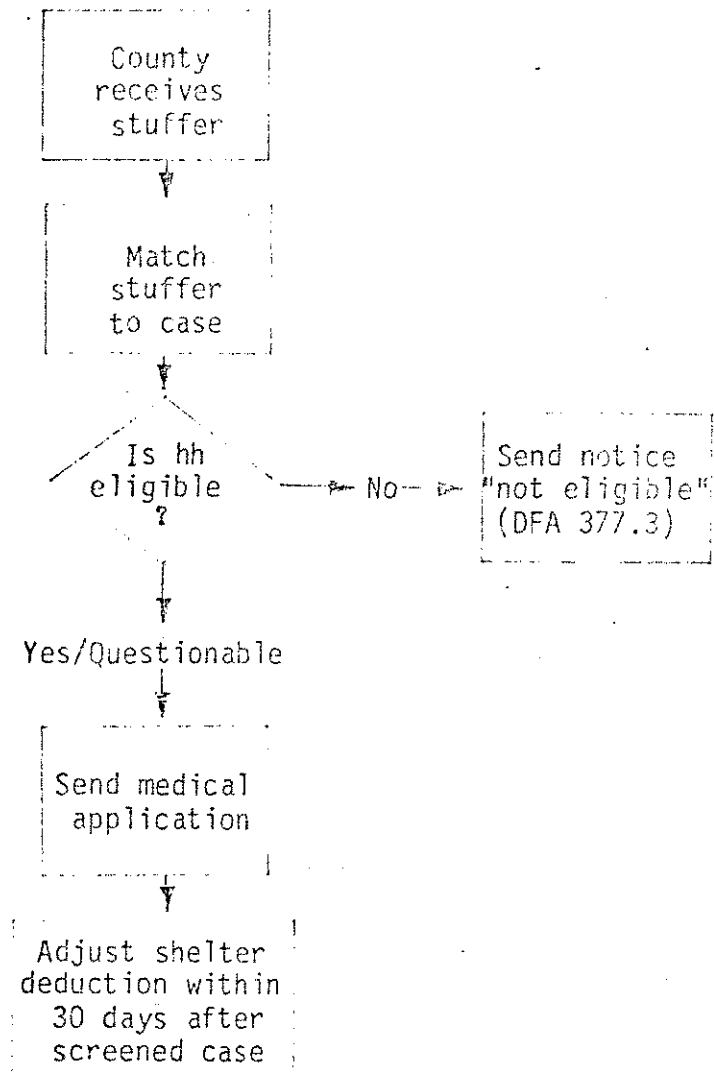 County
receives
stuffer
Match
stuffer
to case
Is hh
eligible
?
No
Send notice
"not eligible"
(DFA 377.3)
Yes/Questionable
Send medical
application
Adjust shelter
deduction within
30 days after
screened case